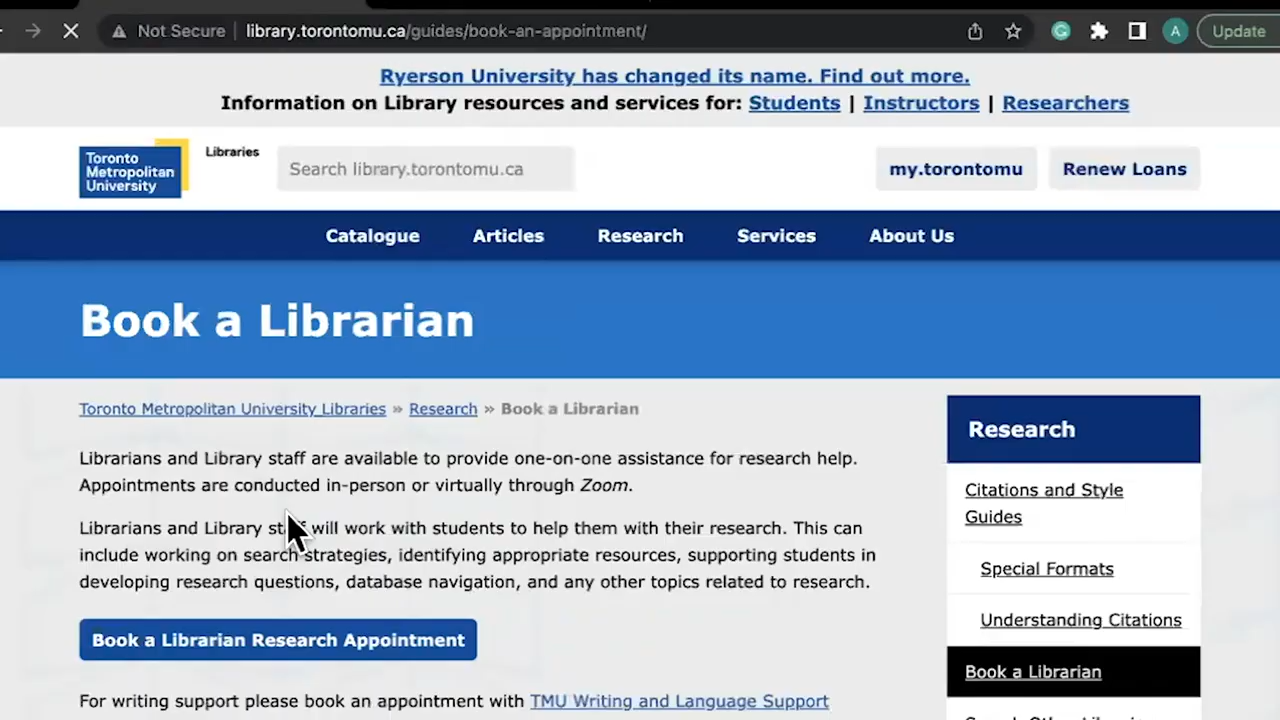 Not Secure library.torontomu.ca/guides/book-an-appointment/ A Update
Ryerson University has changed its name. Find out more.
Information on Library resources and services for: Students | Instructors | Researchers
Toronto
Metropolitan
University
Libraries
Search library.torontomu.ca
my.torontomu
Renew Loans
Catalogue Articles Research Services About Us
Book a Librarian
Toronto Metropolitan University Libraries » Research » Book a Librarian
Librarians and Library staff are available to provide one-on-one assistance for research help.
Appointments are conducted in-person or virtually through Zoom.
Librarians and Library staff will work with students to help them with their research. This can
include working on search strategies, identifying appropriate resources, supporting students in
developing research questions, database navigation, and any other topics related to research.
Book a Librarian Research Appointment
For writing support please book an appointment with TMU Writing and Language Support
Research
Citations and Style
Guides
Special Formats
Understanding Citations
Book a Librarian